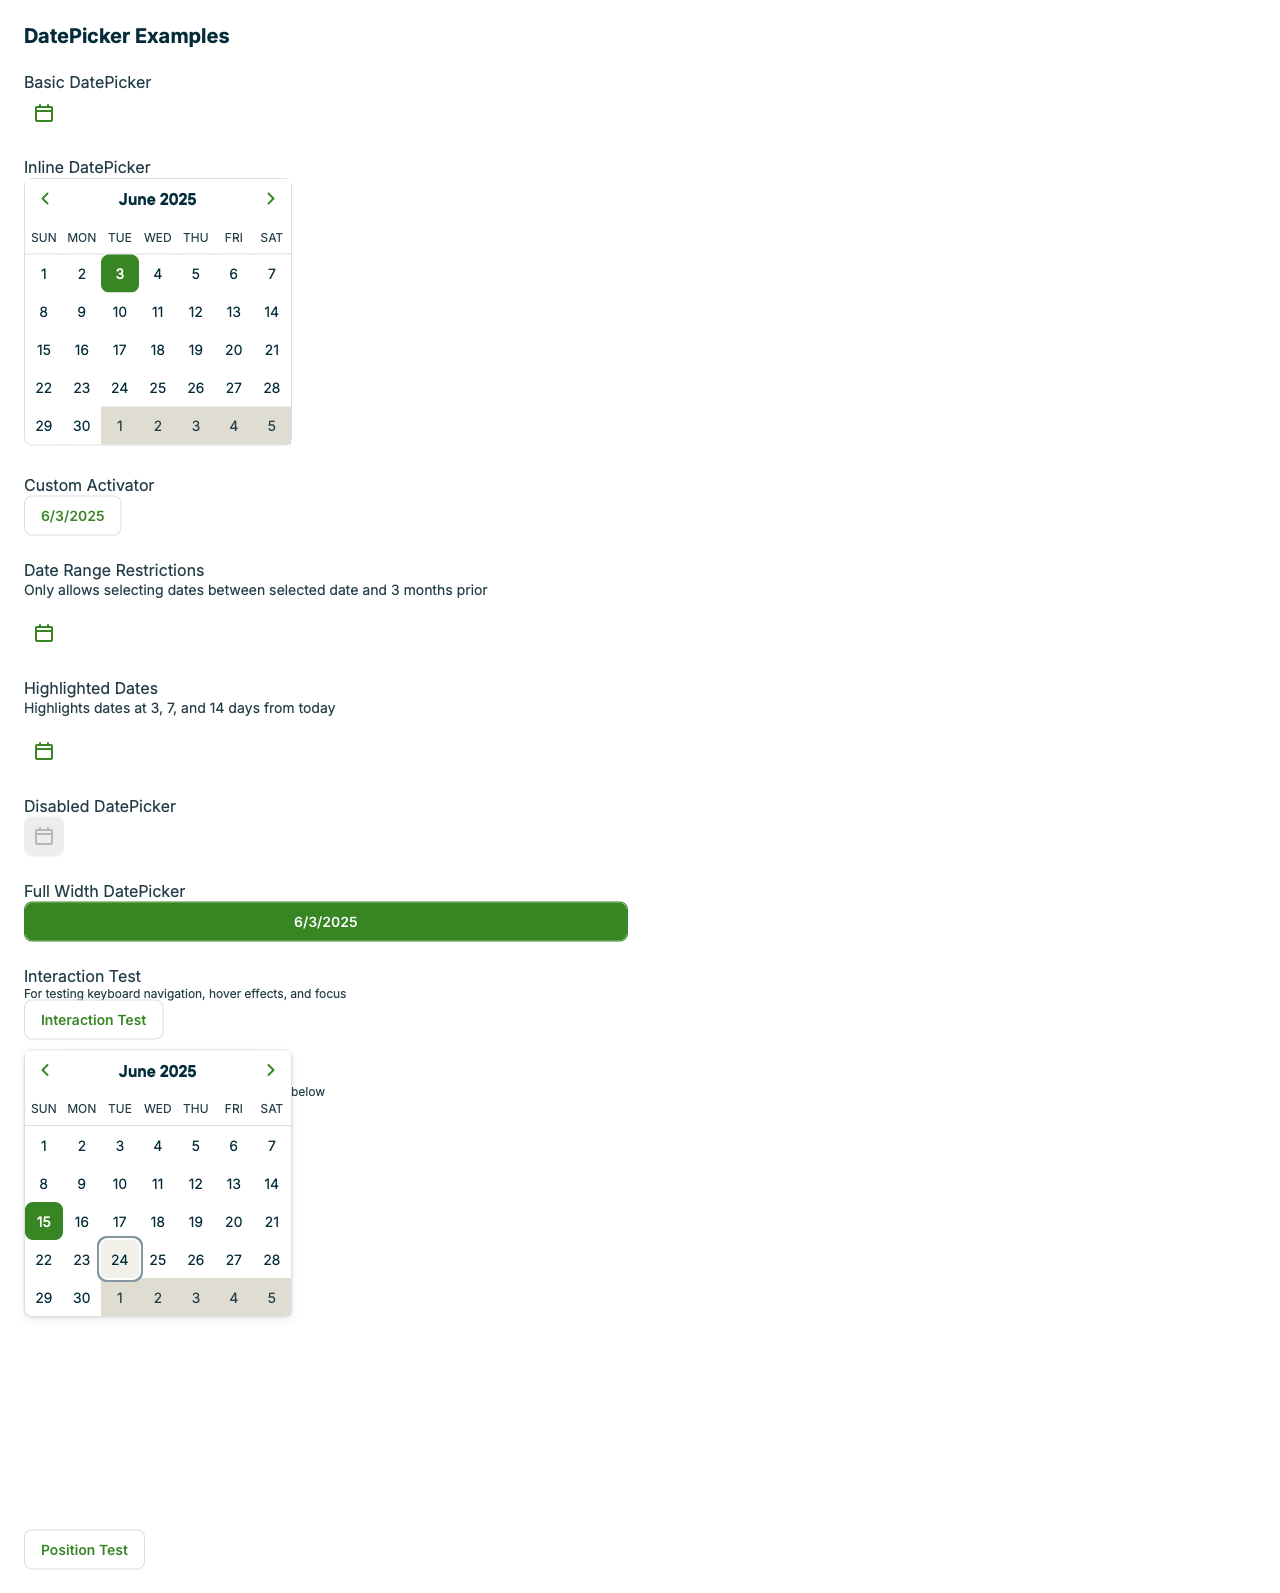 DatePicker Examples
Basic DatePicker
Inline DatePicker
June 2025
SUN MON TUE WED THU FRI SAT
1 2 3 4 5 6 7
8 9 10 11 12 13 14
15 16 17 18 19 20 21
22 23 24 25 26 27 28
29 30 1 2 3 4 5
Custom Activator
6/3/2025
Date Range Restrictions
Only allows selecting dates between selected date and 3 months prior
Highlighted Dates
Highlights dates at 3, 7, and 14 days from today
Disabled DatePicker
Full Width DatePicker
6/3/2025
Interaction Test
For testing keyboard navigation, hover effects, and focus
Interaction Test
June 2025
below
SUN MON TUE WED THU FRI SAT
1 2 3 4 5 6 7
8 9 10 11 12 13 14
15 16 17 18 19 20 21
22 23 24 25 26 27 28
29 30 1 2 3 4 5
Position Test